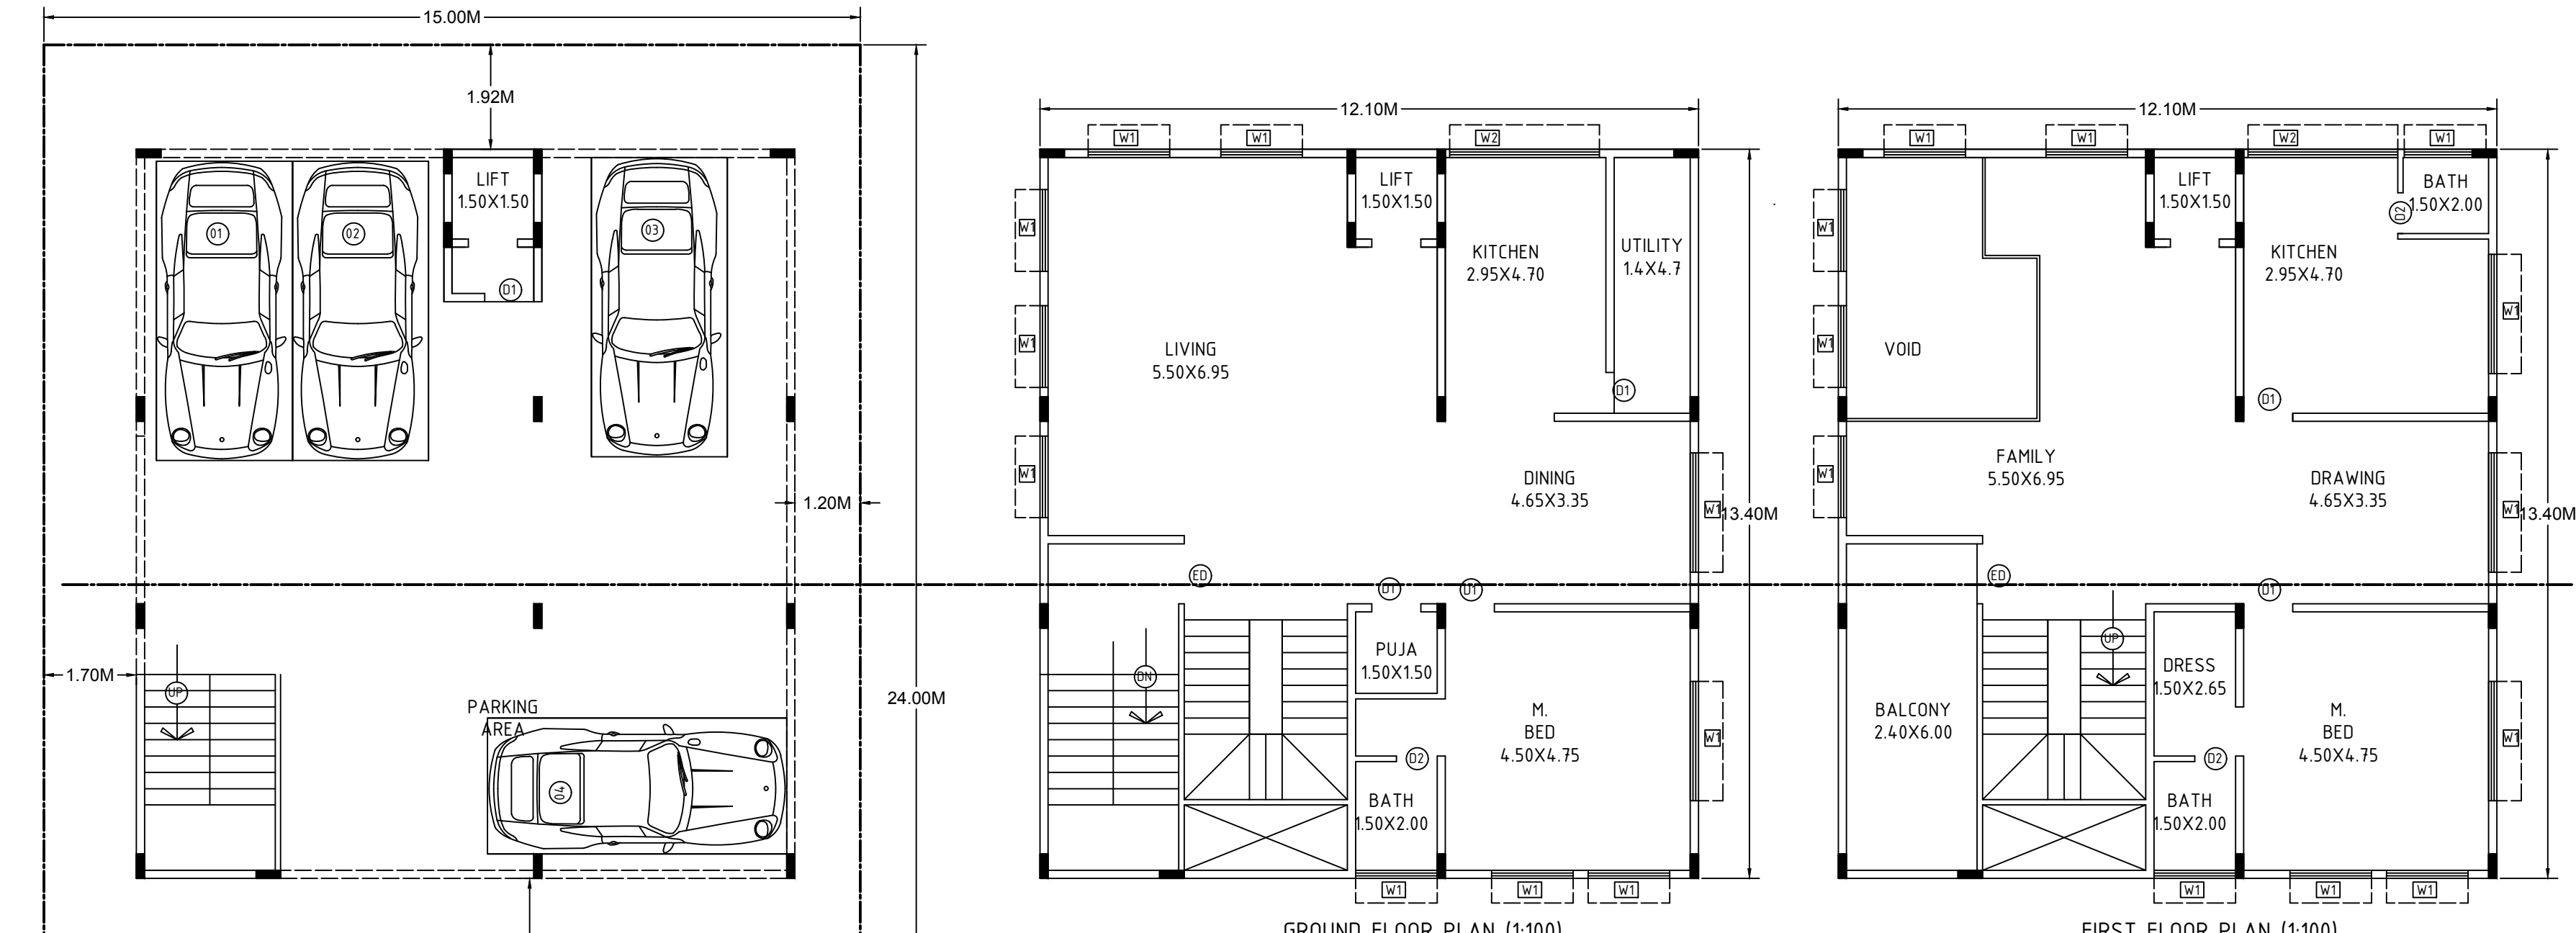 15.00M
1.92M
LIFT
1.50X1.50
01
02
03
D1
1.20M
1.70M
UP
24.00M
PARKING
AREA
04
12.10M
W1
W1
W2
LIFT
1.50X1.50
W1
KITCHEN
2.95X4.70
UTILITY
1.4X4.7
W1
LIVING
5.50X6.95
D1
W1
DINING
4.65X3.35
W1
13.40M
ED
D1
D1
PUJA
1.50X1.50
DN
M.
BED
4.50X4.75
W1
D2
BATH
1.50X2.00
W1
W1
W1
GROUND FLOOR PLAN (1:100)
12.10M
W1
W1
W2
W1
LIFT
1.50X1.50
BATH
1.50X2.00
D2
W1
KITCHEN
2.95X4.70
W1
W1
VOID
D1
W1
FAMILY
5.50X6.95
DRAWING
4.65X3.35
W1
13.40M
ED
D1
UP
DRESS
1.50X2.65
BALCONY
2.40X6.00
M.
BED
4.50X4.75
W1
D2
BATH
1.50X2.00
W1
W1
W1
FIRST FLOOR PLAN (1:100)